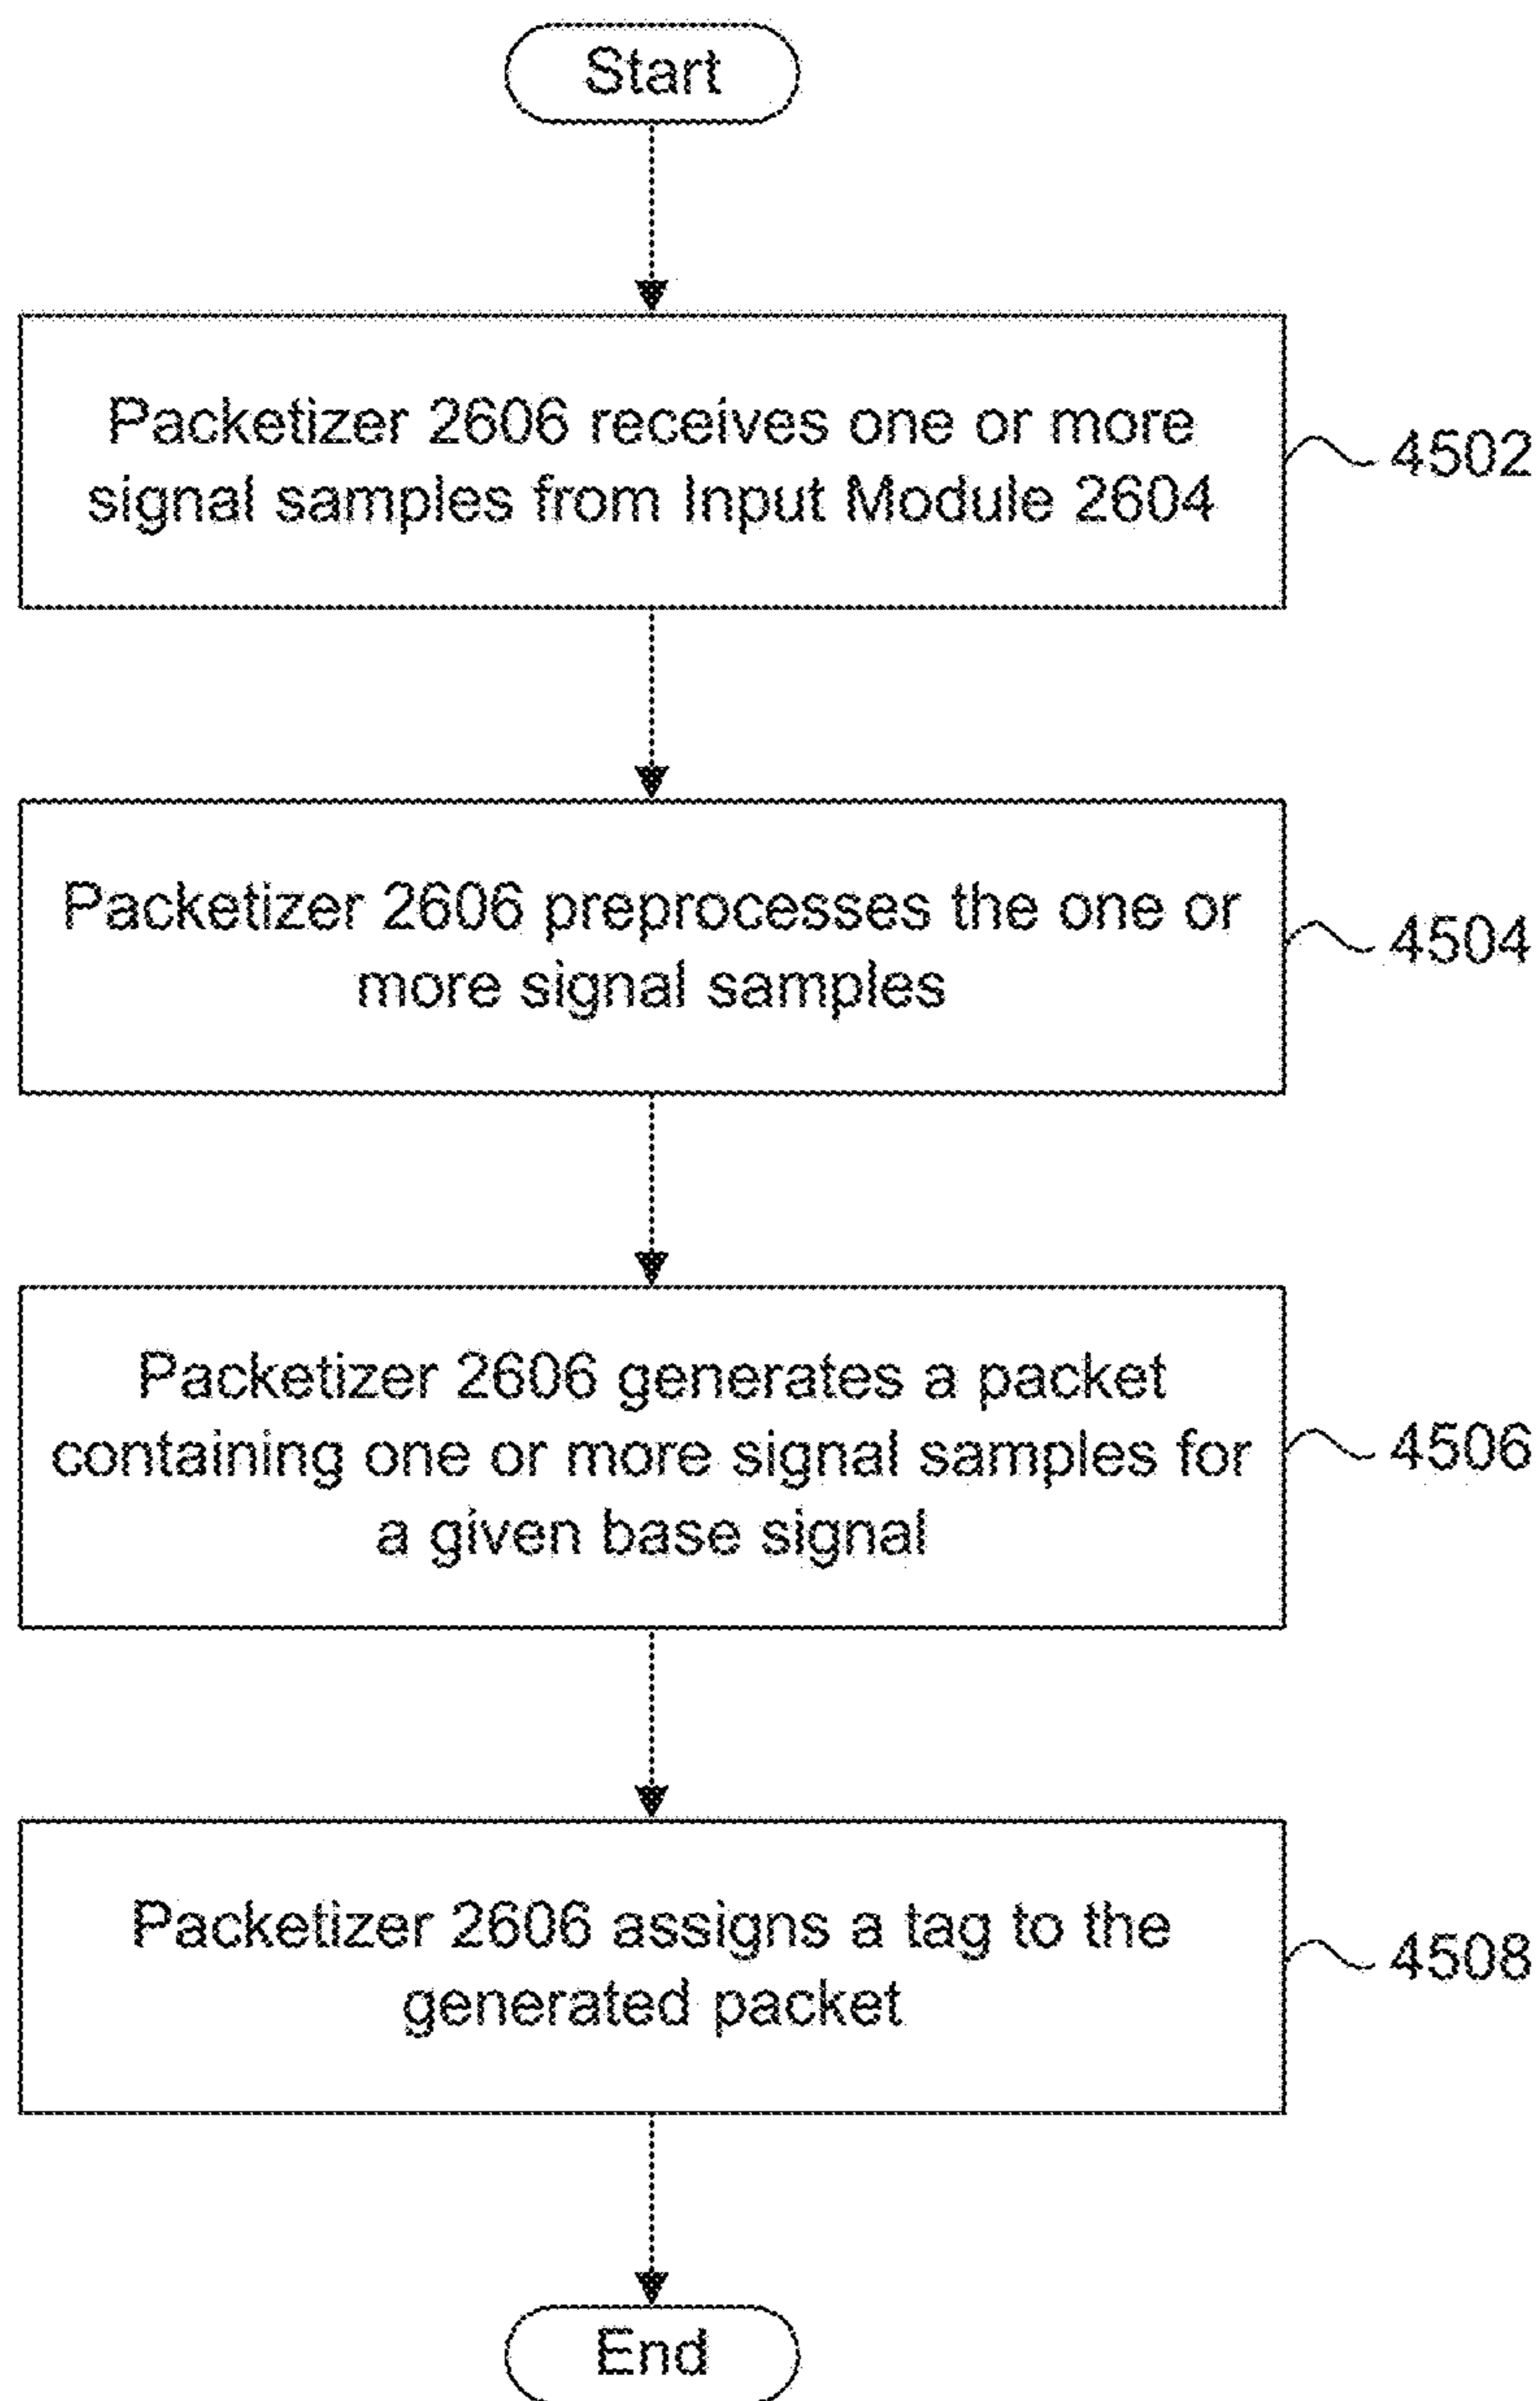 Start
Packetizer 2606 receives one or more
signal samples from Input Module 2604
4502
Packetizer 2606 preprocesses the one or
more signal samples
4504
Packetizer 2606 generates a packet
containing one or more signal samples for
a given base signal
4506
Packetizer 2606 assigns a tag to the
generated packet
4508
End